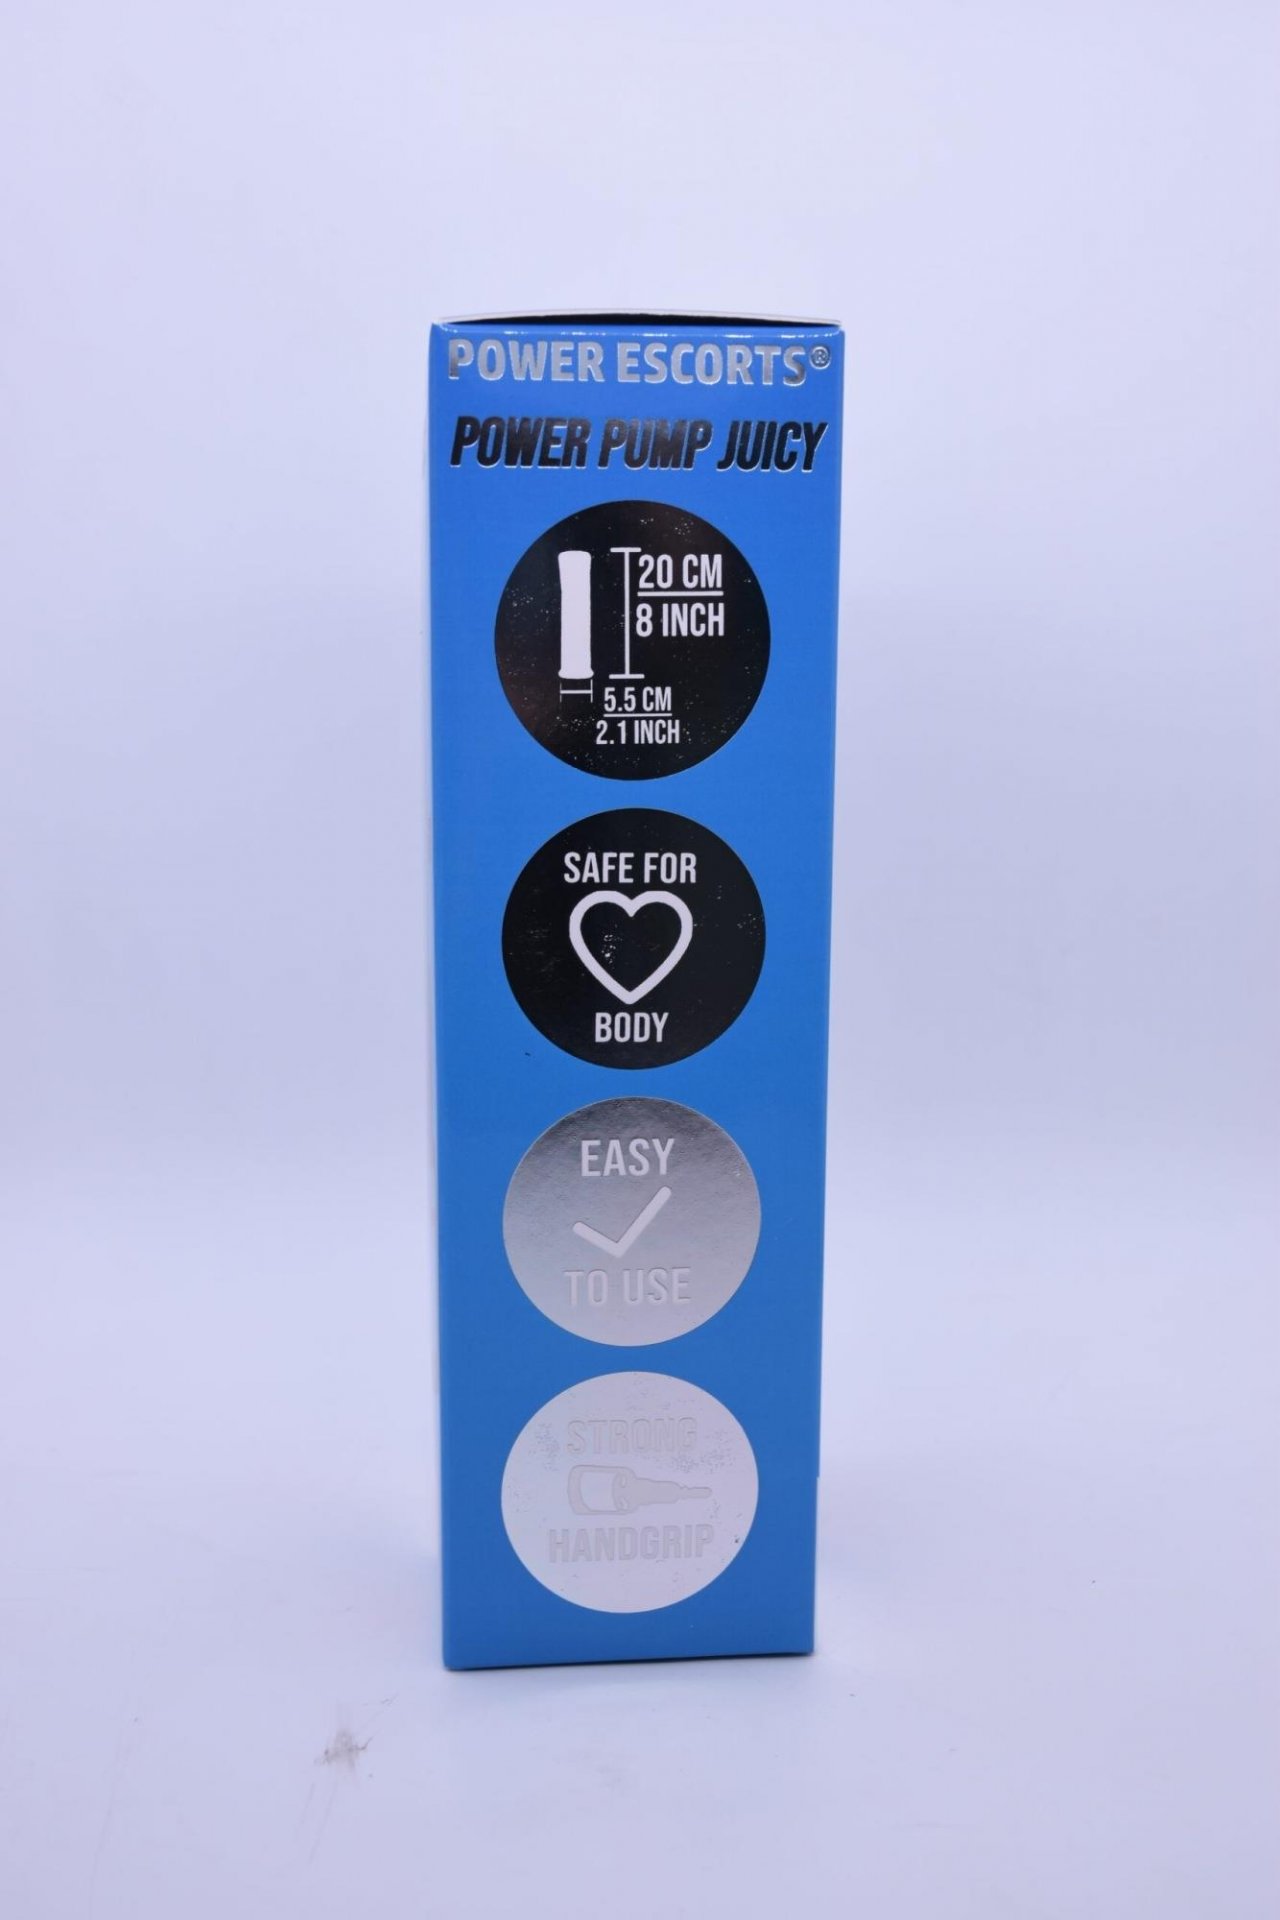 POWER ESCORTS®
POWER PUMP JUICY
20 CM
8 INCH
5.5 CM
2.1 INCH
SAFE FOR
BODY
EASY
TO USE
STRONG
HANDGRIP